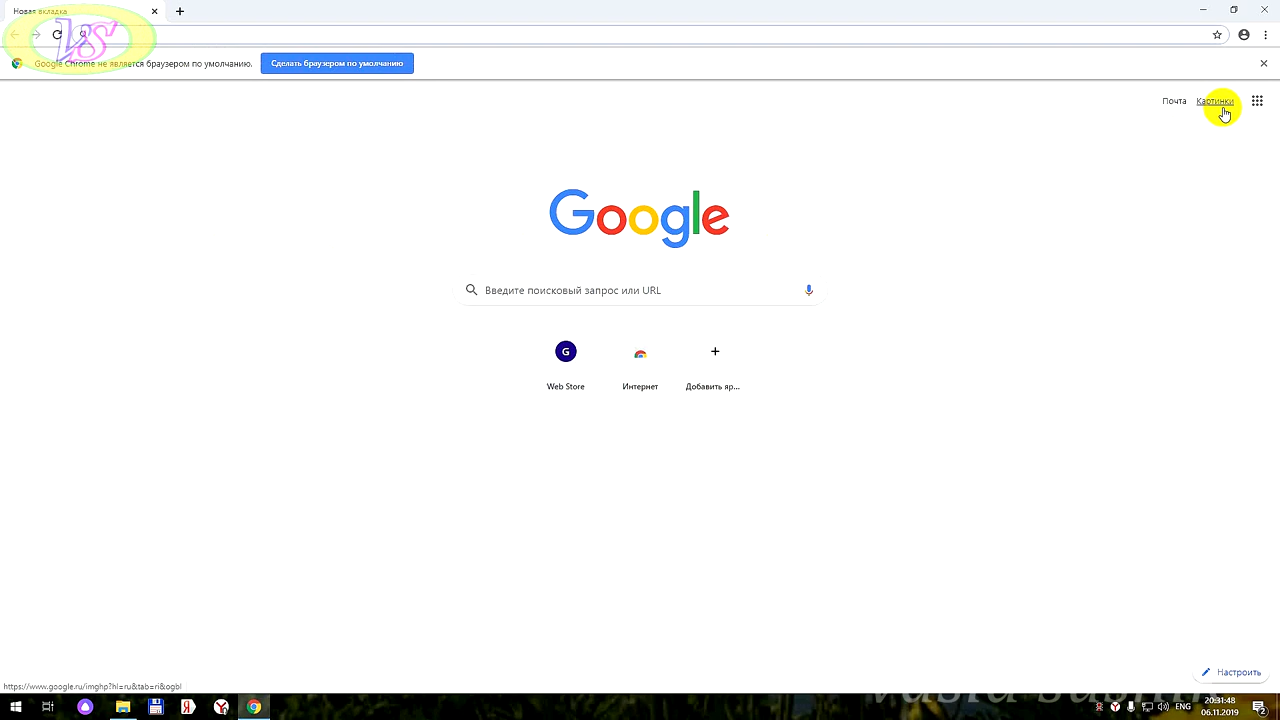 Новая вкладка
VS
Google Chrome не является браузером по умолчанию.
Сделать браузером по умолчанию
Почта
Картинки
Google
Введите поисковый запрос или URL
G
Web Store
Интернет
Добавить яр...
https://www.google.ru/imghp?hl=ru&tab=ri&ogbl
Настроить
ENG
20:31:48
06.11.2019
2